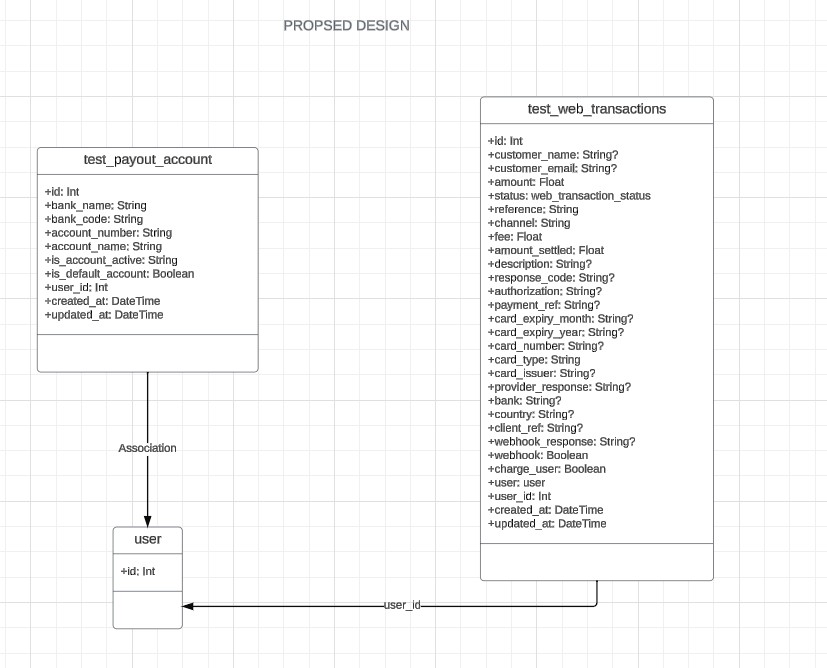 PROPSED DESIGN
test_payout_account
+id: Int
+bank_name: String
+bank_code: String
+account_number: String
+account_name: String
+is_account_active: String
+is_default_account: Boolean
+user_id: Int
+created_at: DateTime
+updated_at: DateTime
Association
user
+id: Int
test_web_transactions
+id: Int
+customer_name: String?
+customer_email: String?
+amount: Float
+status: web_transaction_status
+reference: String
+channel: String
+fee: Float
+amount_settled: Float
+description: String?
+response_code: String?
+authorization: String?
+payment_ref: String?
+card_expiry_month: String?
+card_expiry_year: String?
+card_number: String?
+card_type: String
+card_issuer: String?
+provider_response: String?
+bank: String?
+country: String?
+client_ref: String?
+webhook_response: String?
+webhook: Boolean
+charge_user: Boolean
+user: user
+user_id: Int
+created_at: DateTime
+updated_at: DateTime
user_id